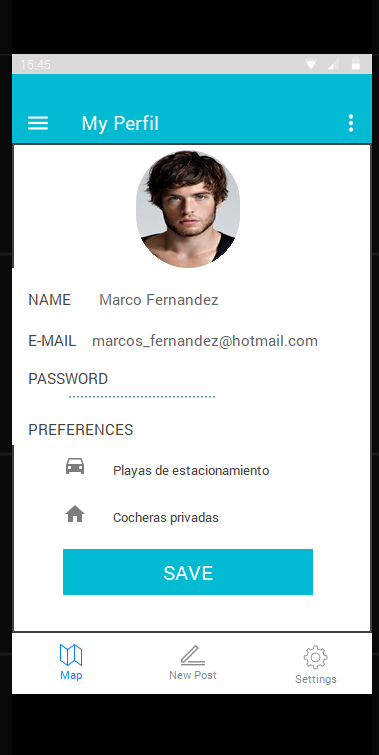 15.45
My Perfil
NAME Marco Fernandez
E-MAIL marcos_fernandez@hotmail.com
PASSWORD
PREFERENCES
Playas de estacionamiento
Cocheras privadas
SAVE
Map New Post Settings